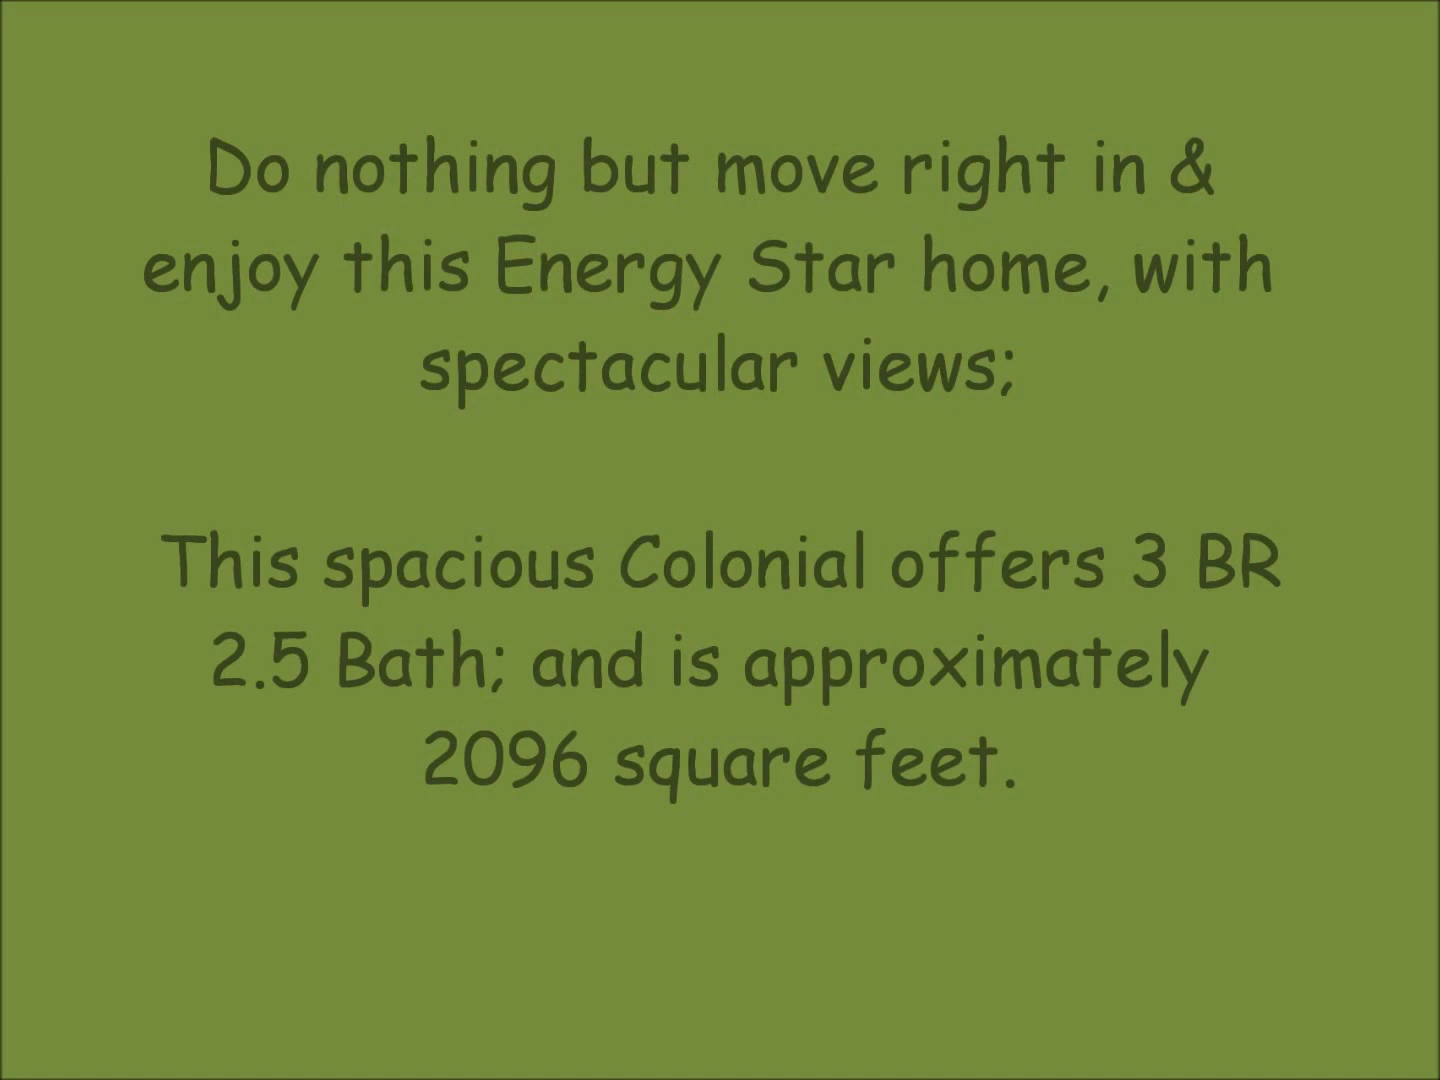 Do nothing but move right in &
enjoy this Energy Star home, with
spectacular views;
This spacious Colonial offers 3 BR
2.5 Bath; and is approximately
2096 square feet.